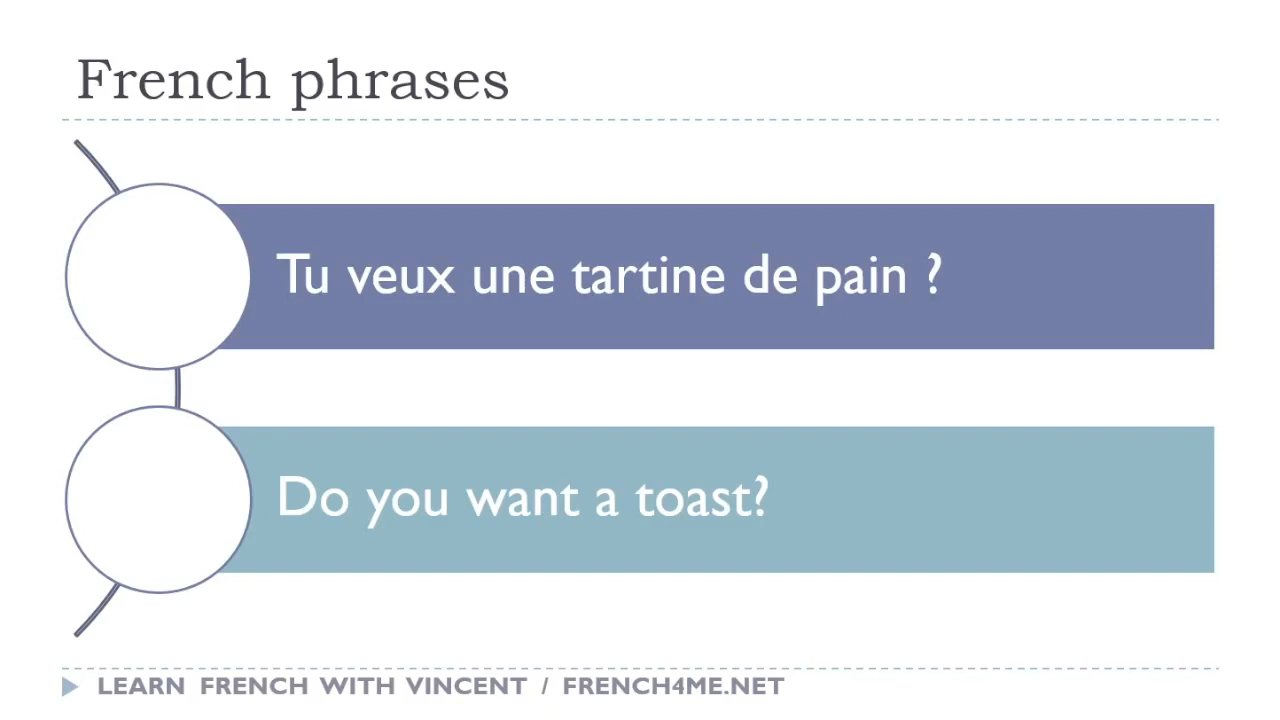 French phrases
Tu veux une tartine de pain ?
Do you want a toast?
LEARN FRENCH WITH VINCENT / FRENCH4ME.NET